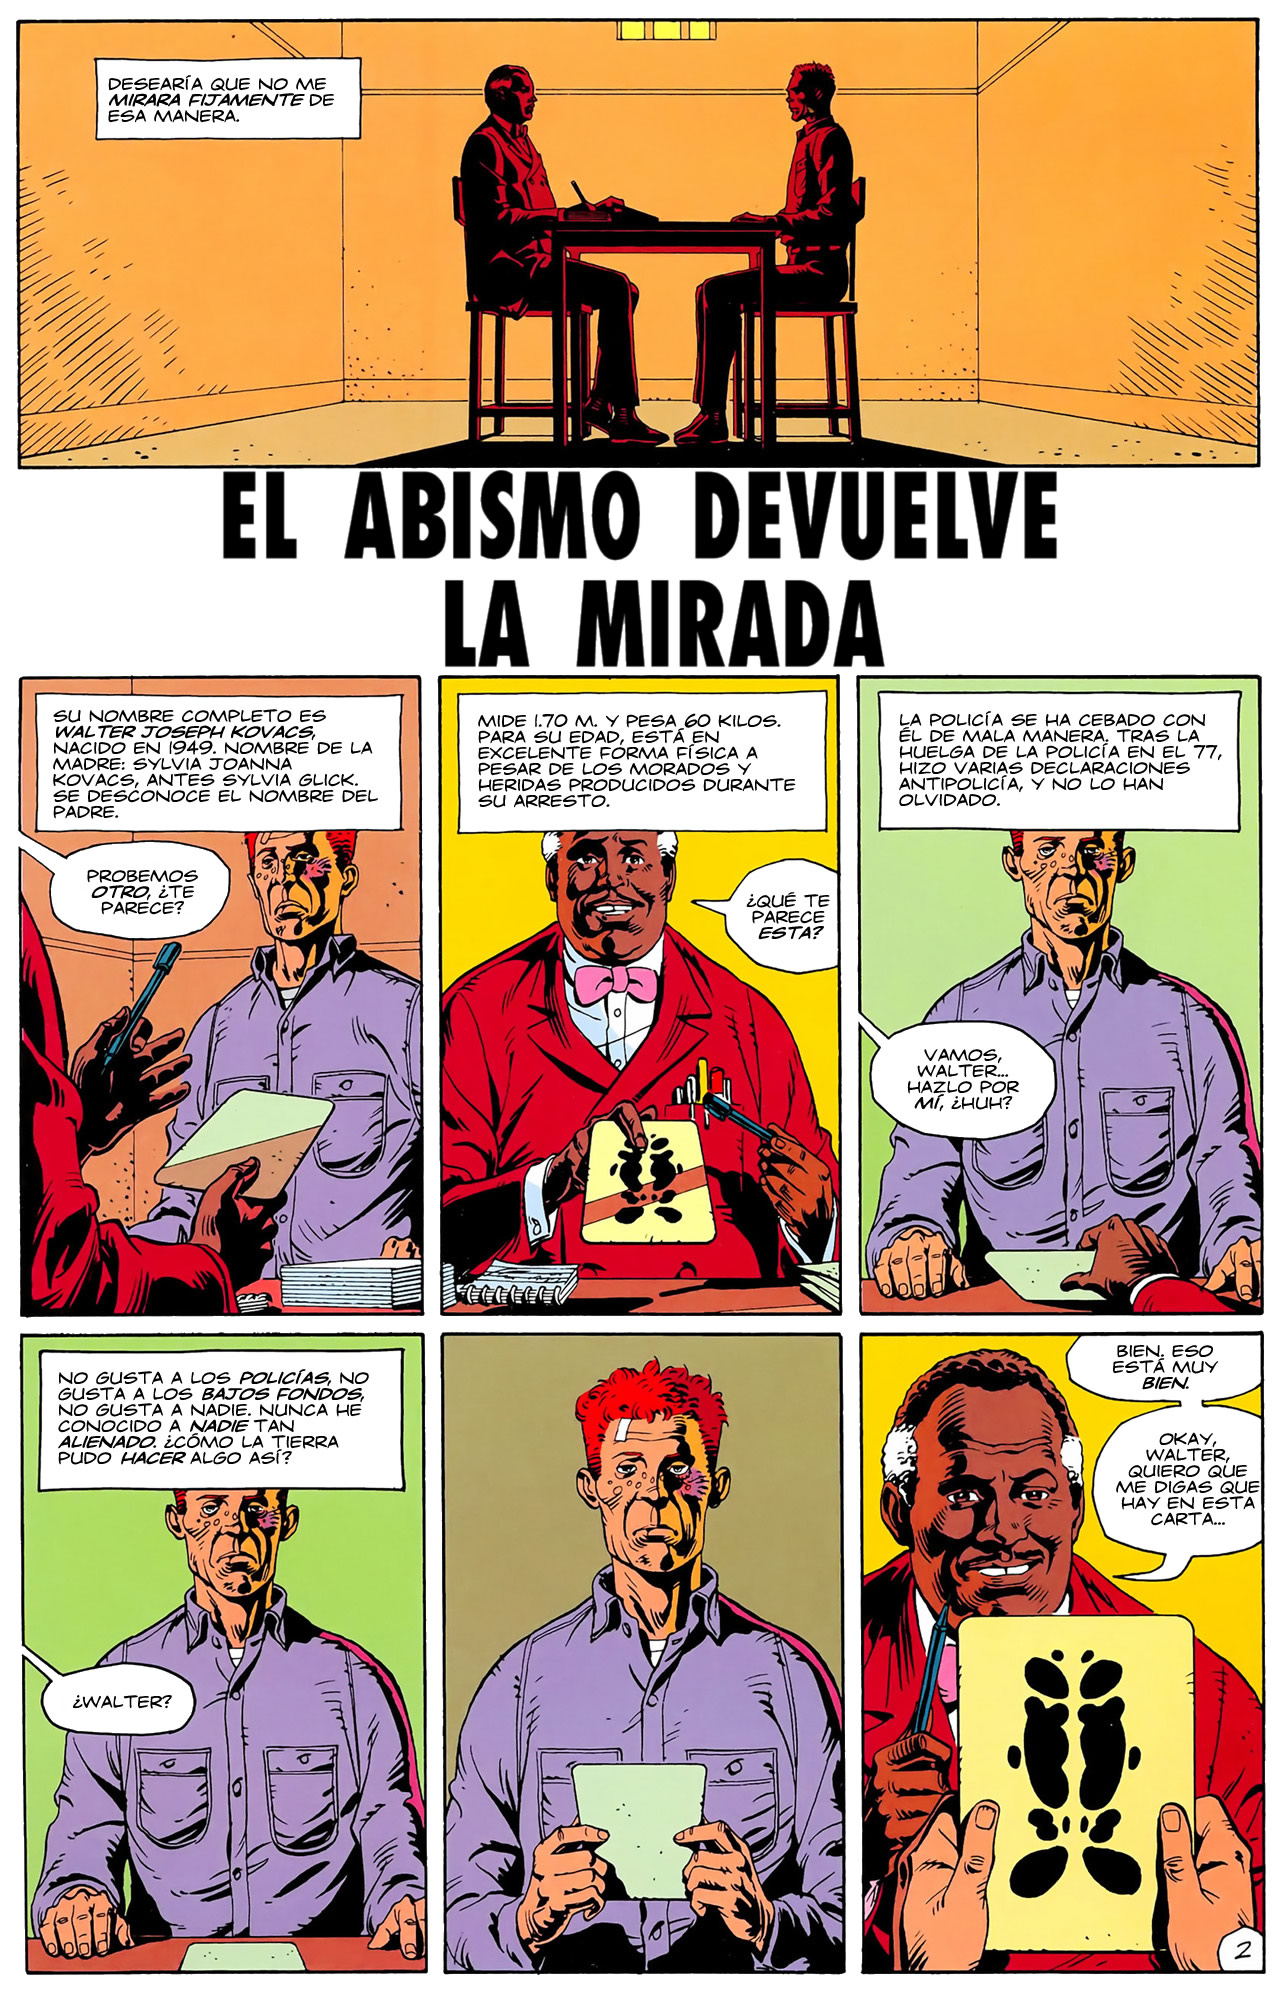 DESEARÍA QUE NO ME
MIRARA FIJAMENTE DE
ESA MANERA.
EL ABISMO DEVUELVE
LA MIRADA
SU NOMBRE COMPLETO ES
WALTER JOSEPH KOVACS,
NACIDO EN 1949. NOMBRE DE LA
MADRE: SYLVIA JOANNA
KOVACS, ANTES SYLVIA GLICK.
SE DESCONOCE EL NOMBRE DEL
PADRE.
PROBEMOS
OTRO, ¿TE
PARECE?
MIDE 1.70 M. Y PESA 60 KILOS.
PARA SU EDAD, ESTÁ EN
EXCELENTE FORMA FÍSICA A
PESAR DE LOS MORADOS Y
HERIDAS PRODUCIDOS DURANTE
SU ARRESTO.
¿QUÉ TE
PARECE
ESTA?
LA POLICÍA SE HA CEBADO CON
ÉL DE MALA MANERA. TRAS LA
HUELGA DE LA POLICÍA EN EL 77,
HIZO VARIAS DECLARACIONES
ANTIPOLICÍA, Y NO LO HAN
OLVIDADO.
VAMOS,
WALTER...
HAZLO POR
MÍ, ¿HUH?
NO GUSTA A LOS POLICÍAS, NO
GUSTA A LOS BAJOS FONDOS,
NO GUSTA A NADIE. NUNCA HE
CONOCIDO A NADIE TAN
ALIENADO. ¿CÓMO LA TIERRA
PUDO HACER ALGO ASÍ?
¿WALTER?
BIEN. ESO
ESTÁ MUY
BIEN.
OKAY,
WALTER,
QUIERO QUE
ME DIGAS QUE
HAY EN ESTA
CARTA...
2